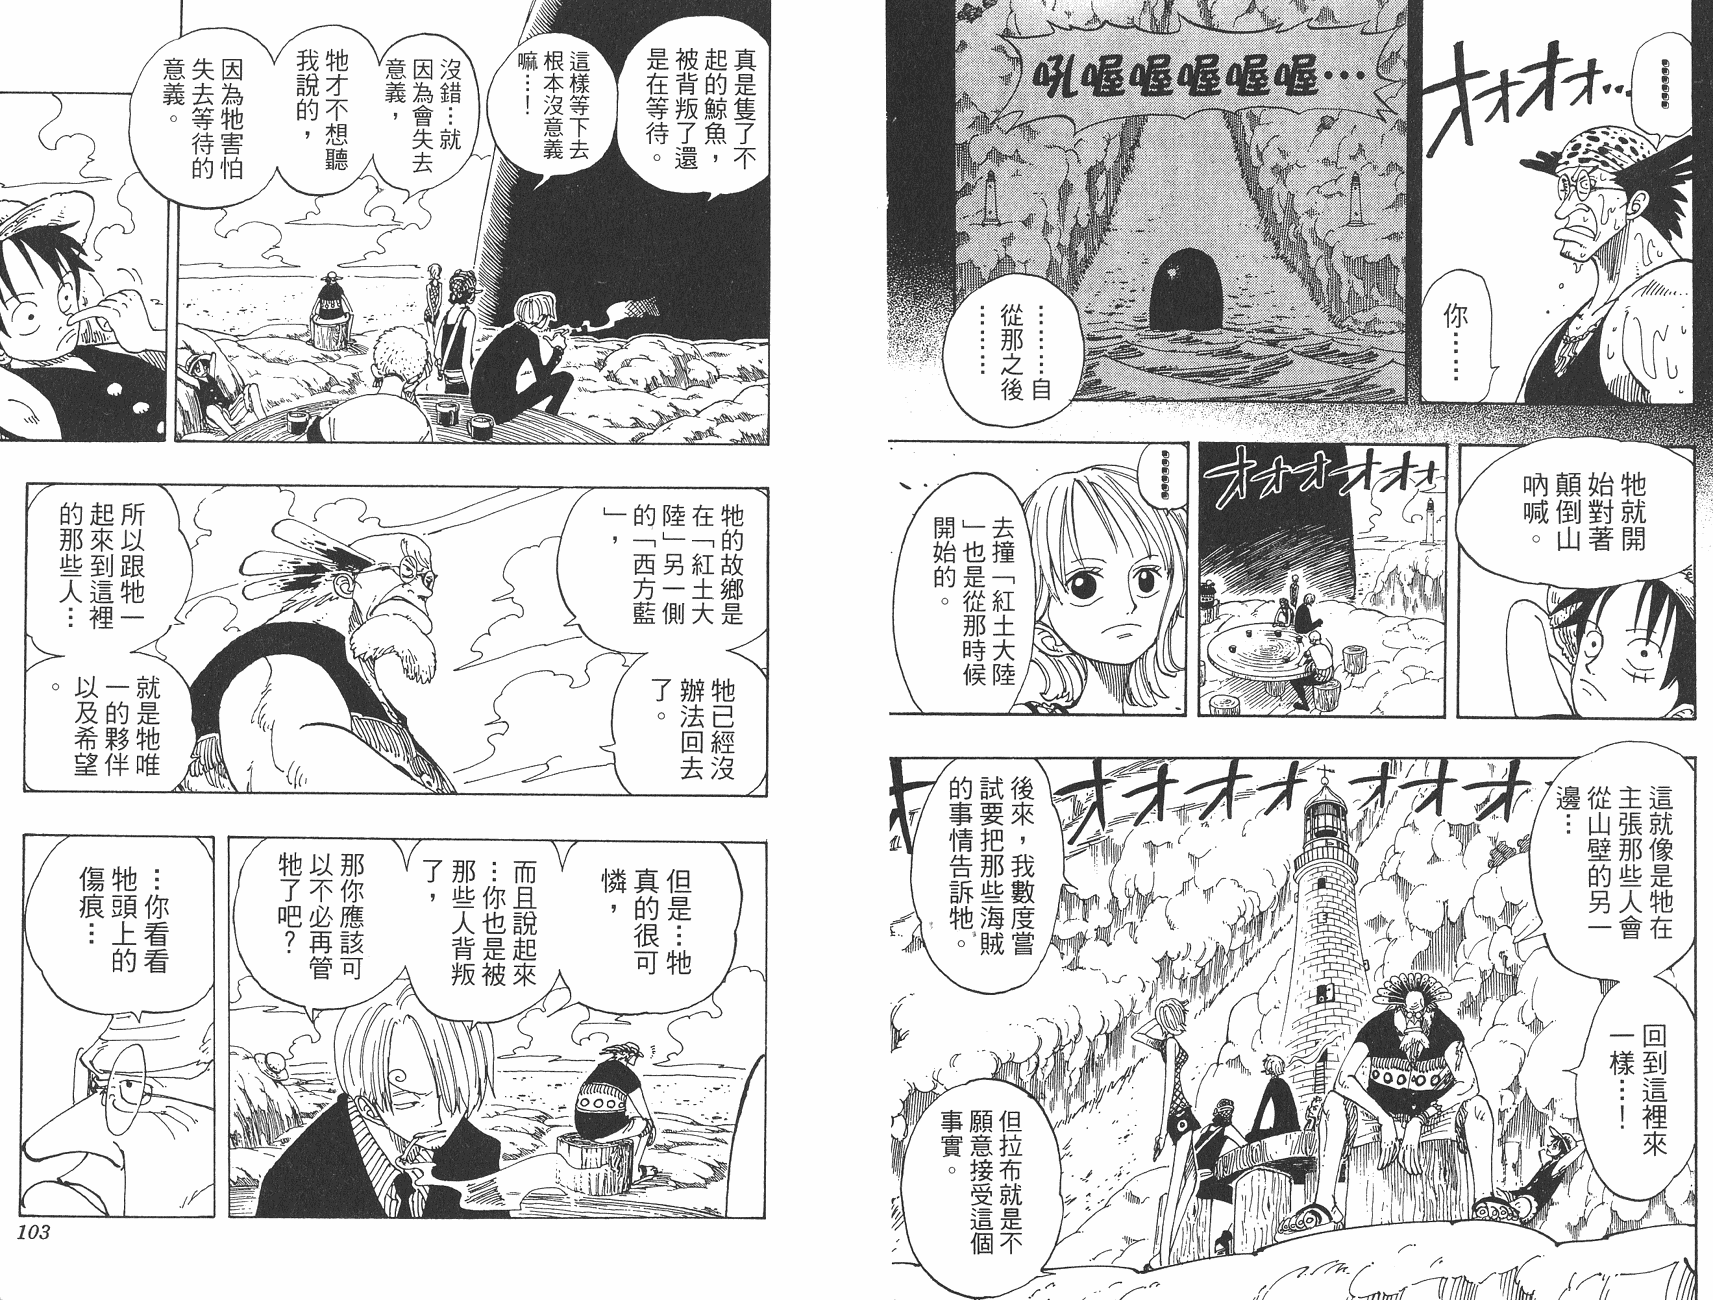 ………
オオオオ…
你……
吼喔喔喔喔喔…
………自
從那之後
………
牠就開
始對著
顛倒山
吶喊。
オオオオオオ
………
去撞「紅土大陸
」也是從那時候
開始的。
這就像是牠在
主張那些人會
從山壁的另一
邊…
回到這裡來
一樣…!
オオオオオオ
後來，我數度嘗
試要把那些海賊
的事情告訴牠。
但拉布就是不
願意接受這個
事實。
真是隻了不
起的鯨魚，
被背叛了還
是在等待。
這樣等下去
根本沒意義
嘛…!
沒錯…就
因為會失去
意義，
牠才不想聽
我說的，
因為牠害怕
失去等待的
意義。
牠的故鄉是
在「紅土大
陸」另一側
的「西方藍
」，
牠已經沒
辦法回去
了。
所以跟牠一
起來到這裡
的那些人…
就是牠唯
一的夥伴
以及希望
。
但是…牠
真的很可
憐，
而且說起來
…你也是被
那些人背叛
了，
那你應該可
以不必再管
牠了吧？
…你看看
牠頭上的
傷痕…
103